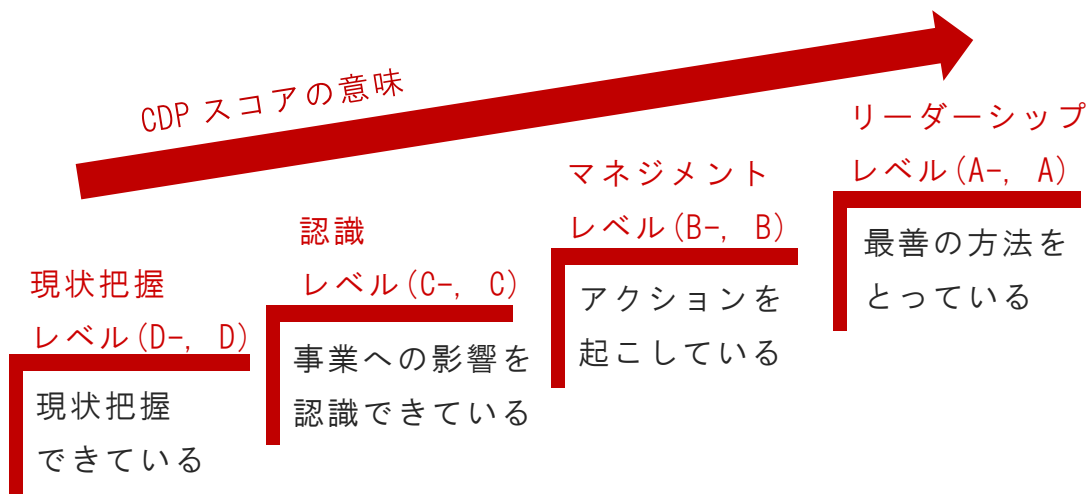 CDP スコアの意味
現状把握
レベル(D-, D)
現状把握
できている
認識
レベル(C-, C)
事業への影響を
認識できている
マネジメント
レベル(B-, B)
アクションを
起こしている
リーダーシップ
レベル(A-, A)
最善の方法を
とっている